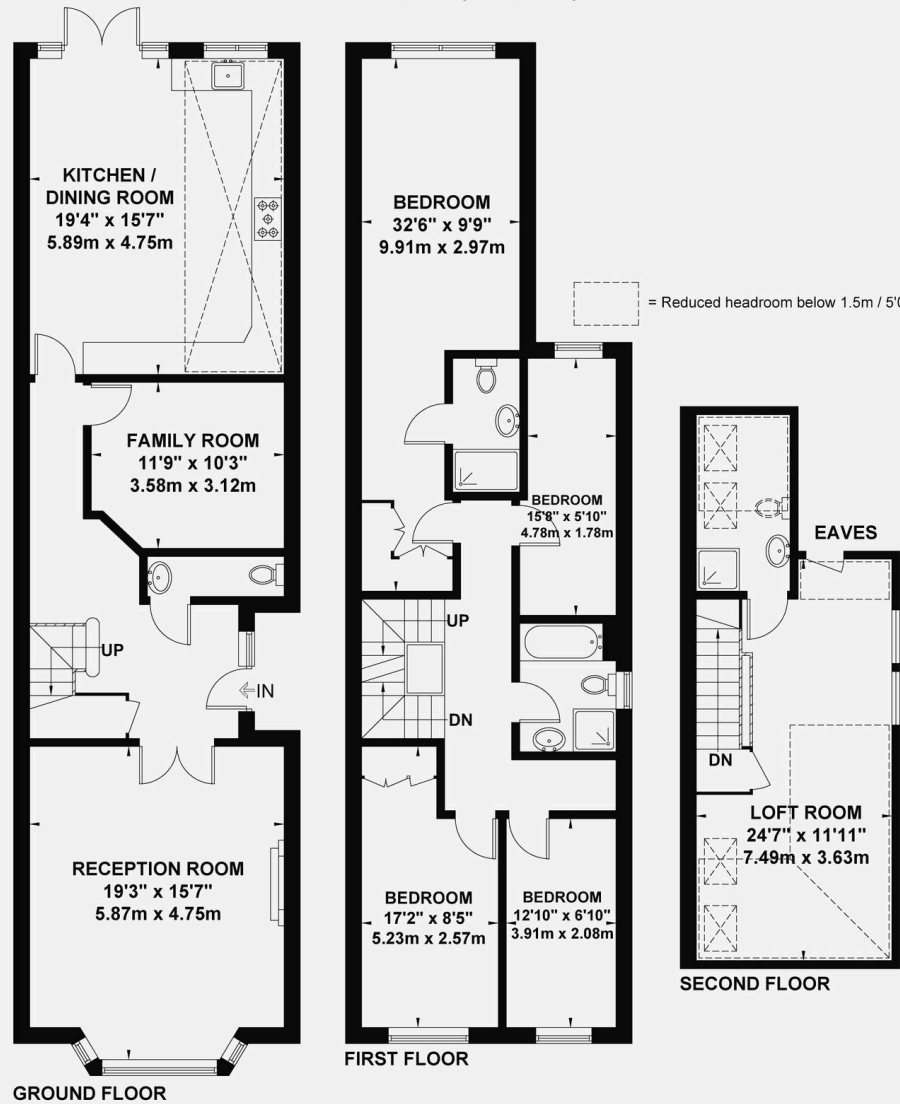 KITCHEN /
DINING ROOM
19'4" x 15'7"
5.89m x 4.75m
FAMILY ROOM
11'9" x 10'3"
3.58m x 3.12m
UP
IN
RECEPTION ROOM
19'3" x 15'7"
5.87m x 4.75m
GROUND FLOOR
BEDROOM
32'6" x 9'9"
9.91m x 2.97m
= Reduced headroom below 1.5m / 5'0
BEDROOM
15'8" x 5'10"
4.78m x 1.78m
UP
DN
BEDROOM
17'2" x 8'5"
5.23m x 2.57m
BEDROOM
12'10" x 6'10"
3.91m x 2.08m
FIRST FLOOR
EAVES
DN
LOFT ROOM
24'7" x 11'11"
7.49m x 3.63m
SECOND FLOOR